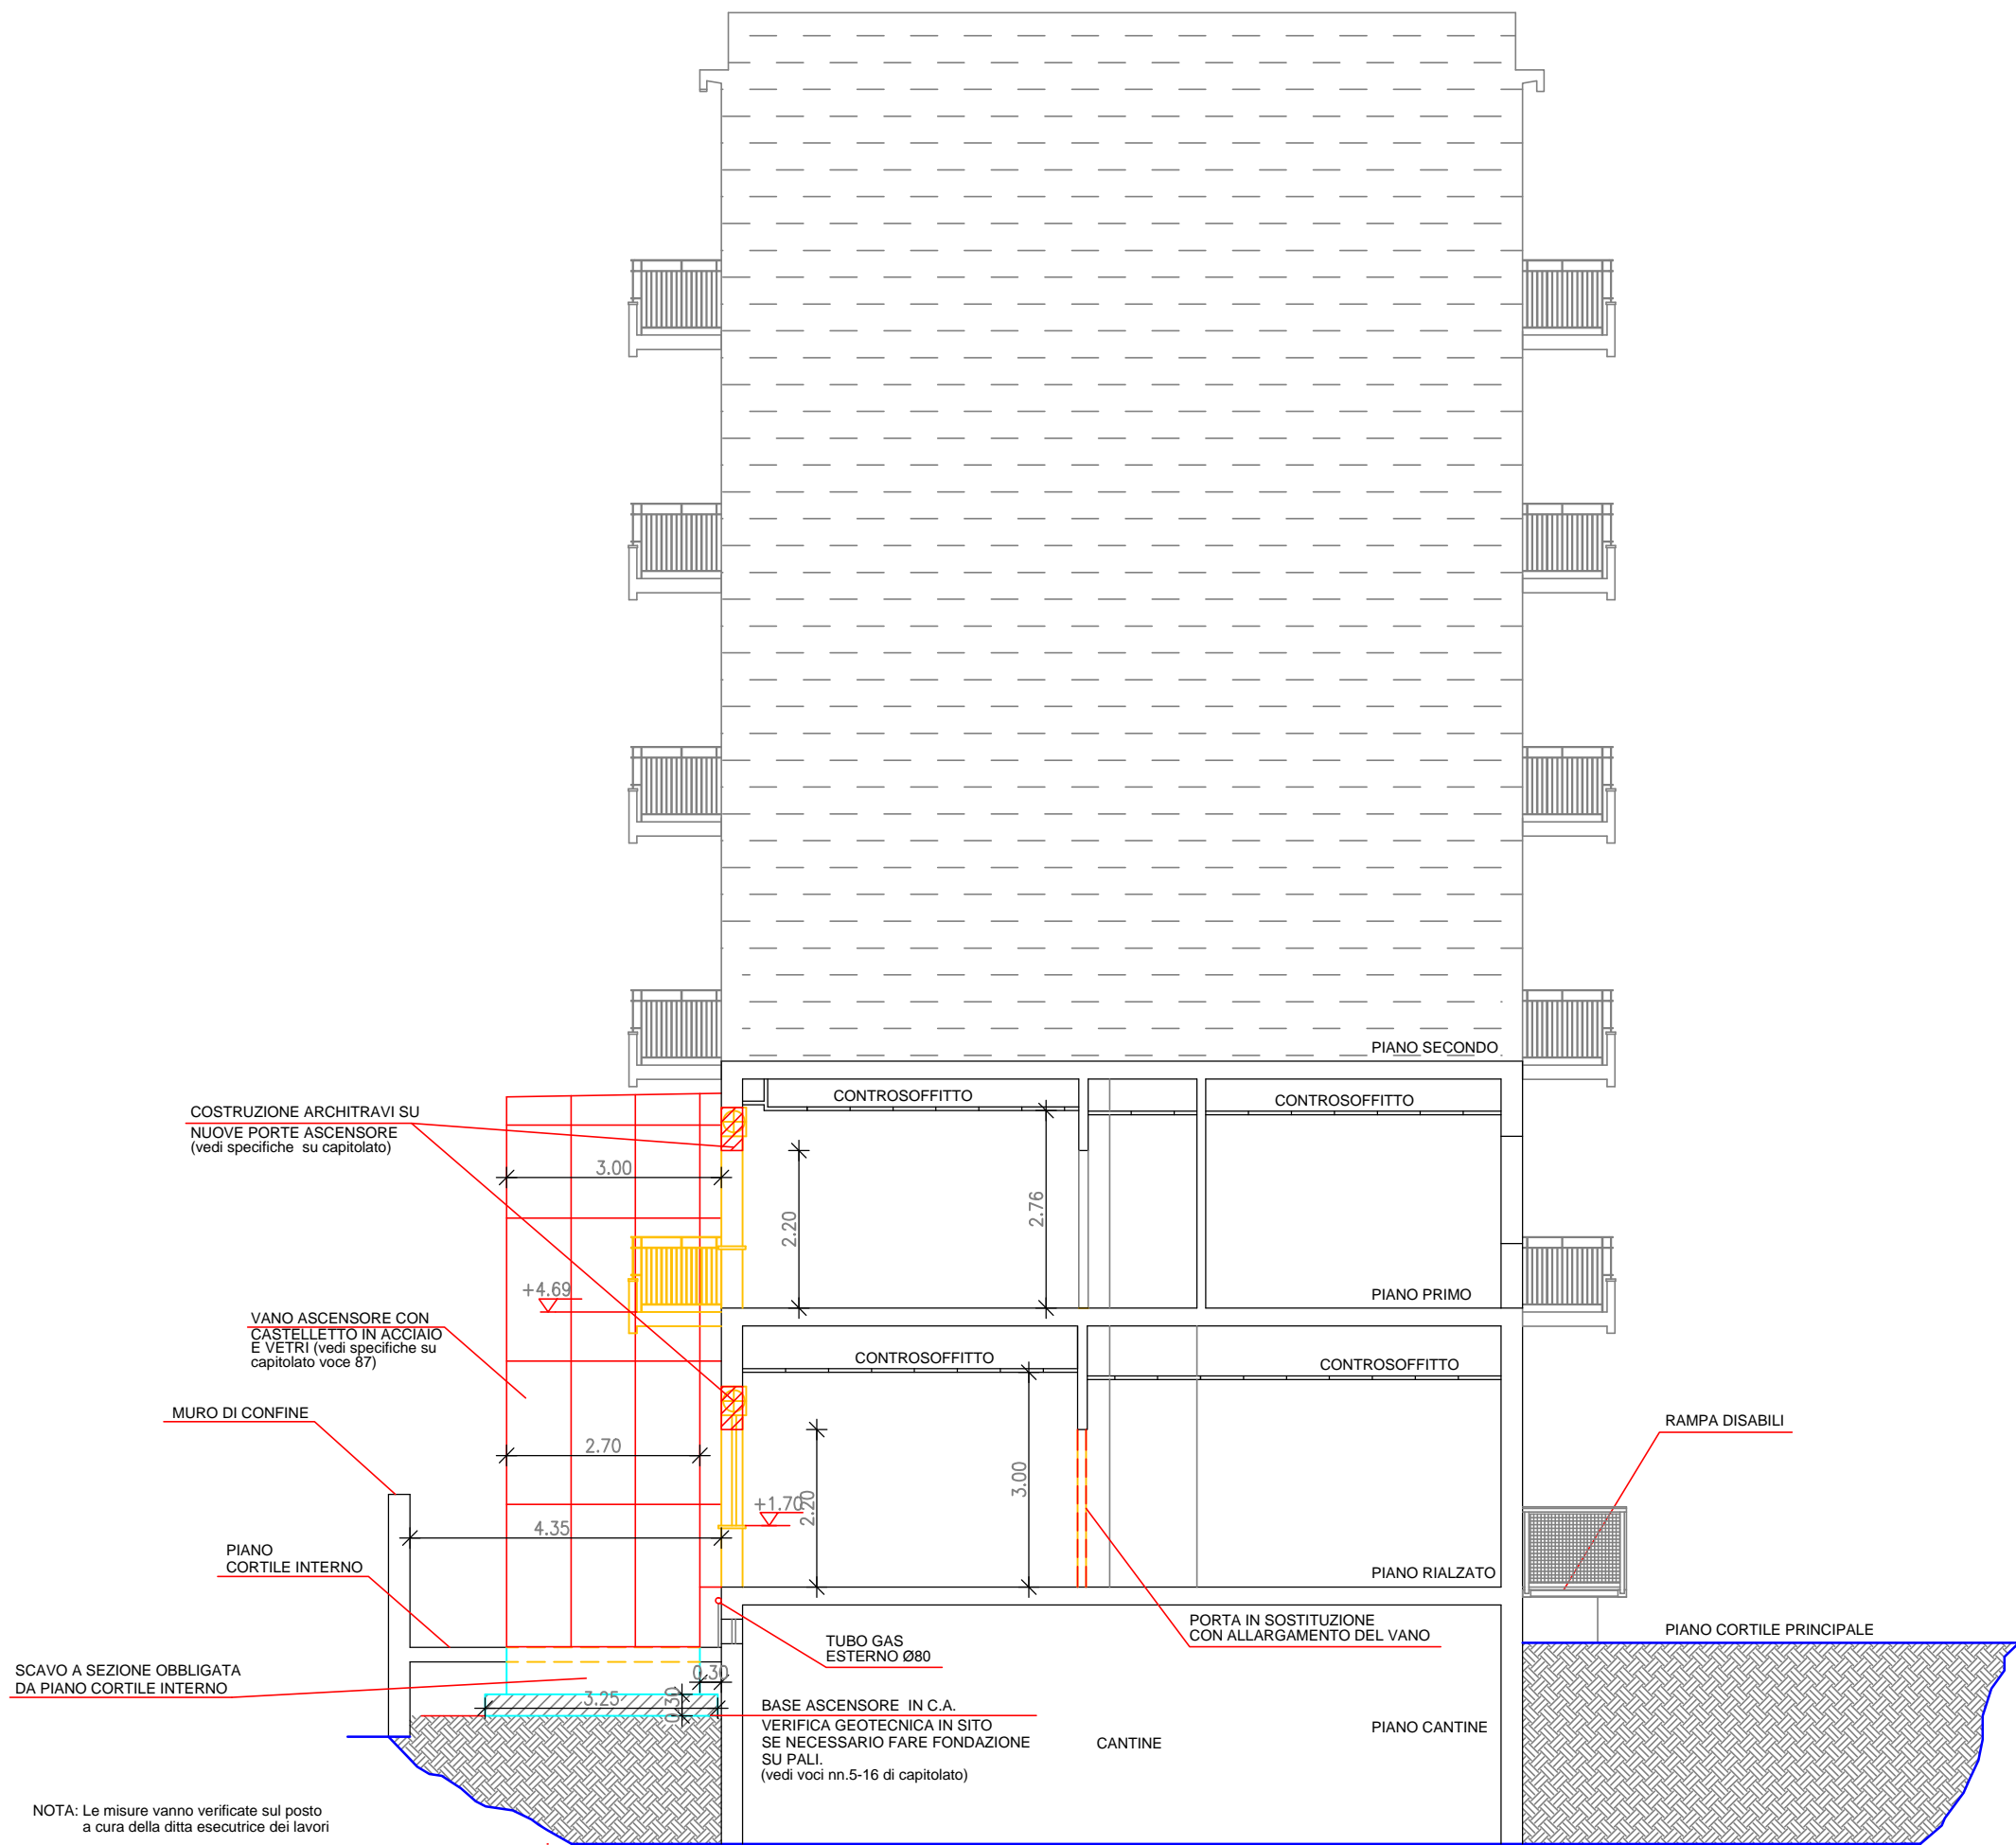 PIANO SECONDO
CONTROSOFFITTO
CONTROSOFFITTO
COSTRUZIONE ARCHITRAVI SU
NUOVE PORTE ASCENSORE
(vedi specifiche su capitolato)
3.00
2.20
2.76
+4.69
PIANO PRIMO
VANO ASCENSORE CON
CASTELLETTO IN ACCIAIO
E VETRI (vedi specifiche su
capitolato voce 87)
CONTROSOFFITTO
CONTROSOFFITTO
MURO DI CONFINE
RAMPA DISABILI
2.70
3.00
+1.70
2.20
4.35
PIANO
CORTILE INTERNO
PIANO RIALZATO
PORTA IN SOSTITUZIONE
CON ALLARGAMENTO DEL VANO
PIANO CORTILE PRINCIPALE
TUBO GAS
ESTERNO Ø80
SCAVO A SEZIONE OBBLIGATA
DA PIANO CORTILE INTERNO
0.30
3.25
0.30
BASE ASCENSORE IN C.A.
VERIFICA GEOTECNICA IN SITO
SE NECESSARIO FARE FONDAZIONE
SU PALI.
(vedi voci nn.5-16 di capitolato)
CANTINE
PIANO CANTINE
NOTA: Le misure vanno verificate sul posto
a cura della ditta esecutrice dei lavori